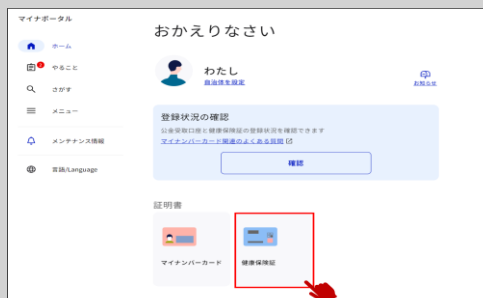 マイナポータル
ホーム
やること
さがす
メニュー
メンテナンス情報
言語/Language
おかえりなさい
わたし
自治体を設定
お知らせ
登録状況の確認
公金受取口座と健康保険証の登録状況を確認できます
マイナンバーカード関連のよくある質問
確認
証明書
マイナンバーカード
健康保険証